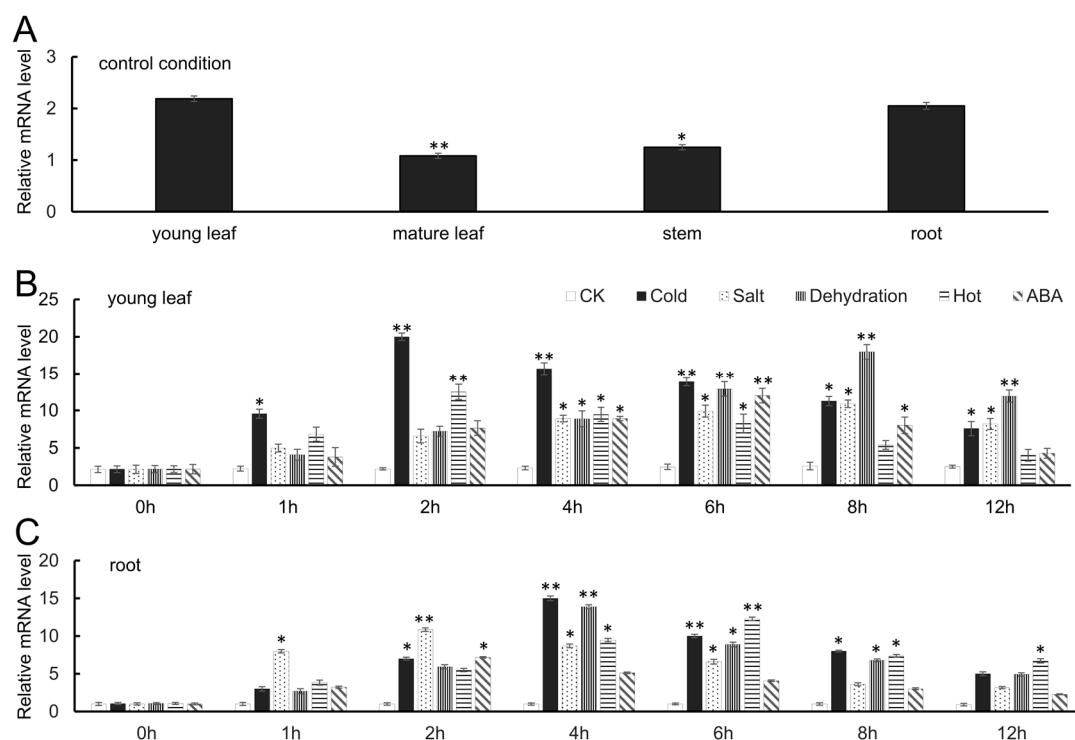 A
control condition
Relative mRNA level
3
2
1
0
** *
young leaf mature leaf stem root
B
young leaf
CK Cold Salt Dehydration Hot ABA
Relative mRNA level
25
20
15
10
5
0
* ** ** ** ** ** * * * * * ** * ** ** * * ** * * * **
0h 1h 2h 4h 6h 8h 12h
C
root
Relative mRNA level
20
15
10
5
0
* * ** * ** * ** * ** * * ** * * * *
0h 1h 2h 4h 6h 8h 12h